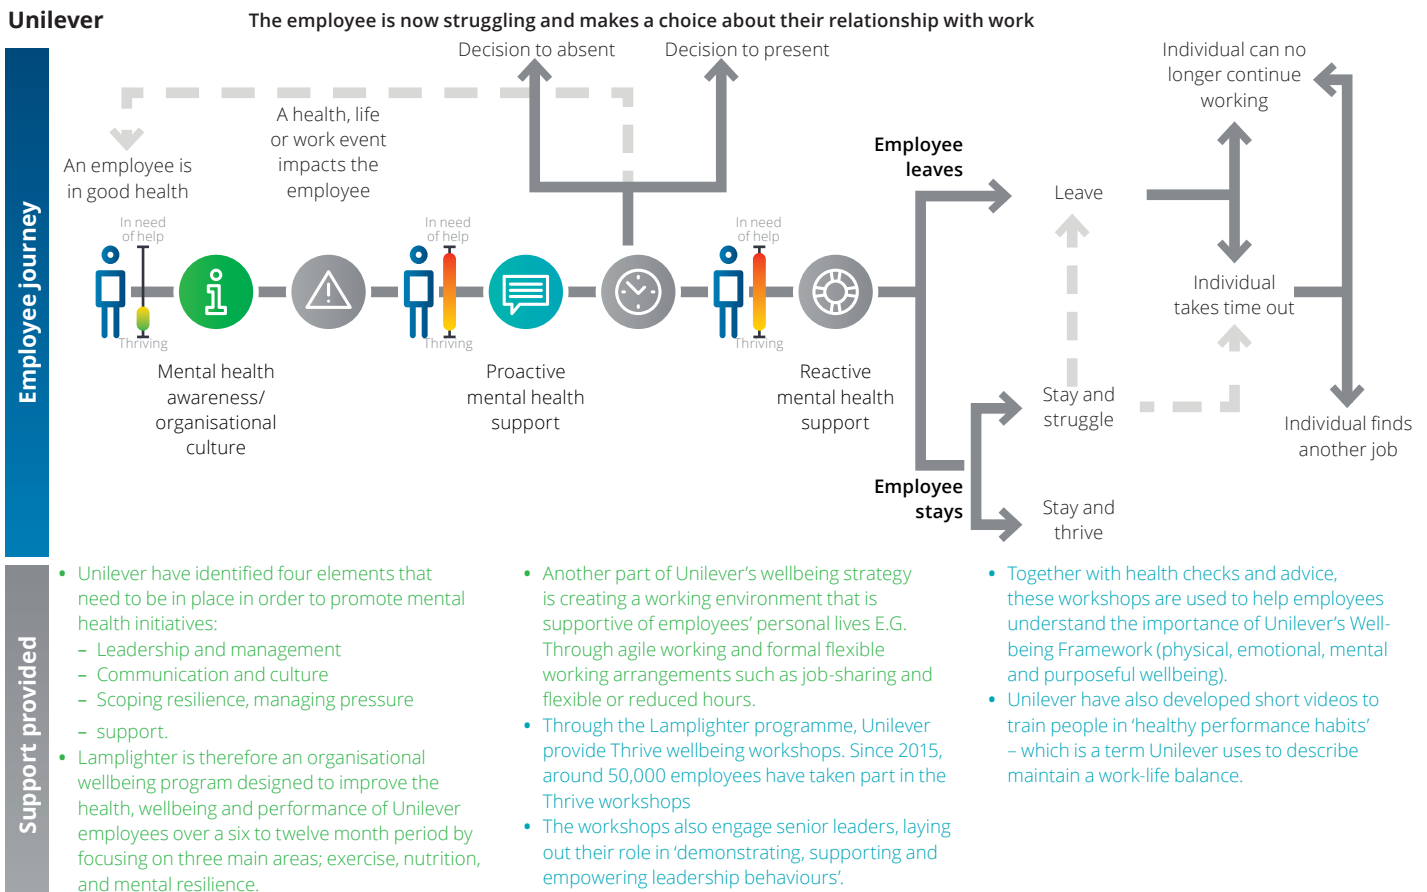 Unilever
The employee is now struggling and makes a choice about their relationship with work
Decision to absent
Decision to present
Individual can no
longer continue
working
A health, life
or work event
impacts the
employee
An employee is
in good health
Employee
leaves
Leave
In need
of help
In need
of help
In need
of help
Individual
takes time out
Thriving
Thriving
Thriving
Employee journey
Mental health
awareness/
organisational
culture
Proactive
mental health
support
Reactive
mental health
support
Stay and
struggle
Individual finds
another job
Employee
stays
Stay and
thrive
Support provided
• Unilever have identified four elements that
need to be in place in order to promote mental
health initiatives:
– Leadership and management
– Communication and culture
– Scoping resilience, managing pressure
– support.
• Lamplighter is therefore an organisational
wellbeing program designed to improve the
health, wellbeing and performance of Unilever
employees over a six to twelve month period by
focusing on three main areas; exercise, nutrition,
and mental resilience.
• Another part of Unilever’s wellbeing strategy
is creating a working environment that is
supportive of employees’ personal lives E.G.
Through agile working and formal flexible
working arrangements such as job-sharing and
flexible or reduced hours.
• Through the Lamplighter programme, Unilever
provide Thrive wellbeing workshops. Since 2015,
around 50,000 employees have taken part in the
Thrive workshops
• The workshops also engage senior leaders, laying
out their role in ‘demonstrating, supporting and
empowering leadership behaviours’.
• Together with health checks and advice,
these workshops are used to help employees
understand the importance of Unilever’s Well-
being Framework (physical, emotional, mental
and purposeful wellbeing).
• Unilever have also developed short videos to
train people in ‘healthy performance habits’
– which is a term Unilever uses to describe
maintain a work-life balance.